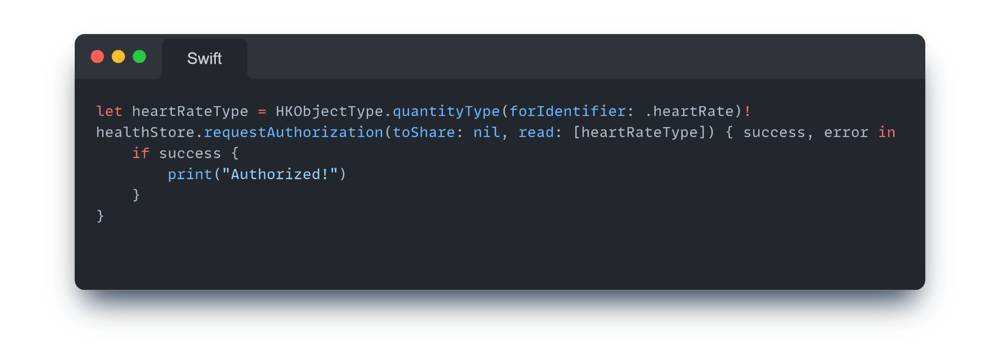 Swift
let heartRateType = HKObjectType.quantityType(forIdentifier: .heartRate)!
healthStore.requestAuthorization(toShare: nil, read: [heartRateType]) { success, error in
    if success {
        print("Authorized!")
    }
}